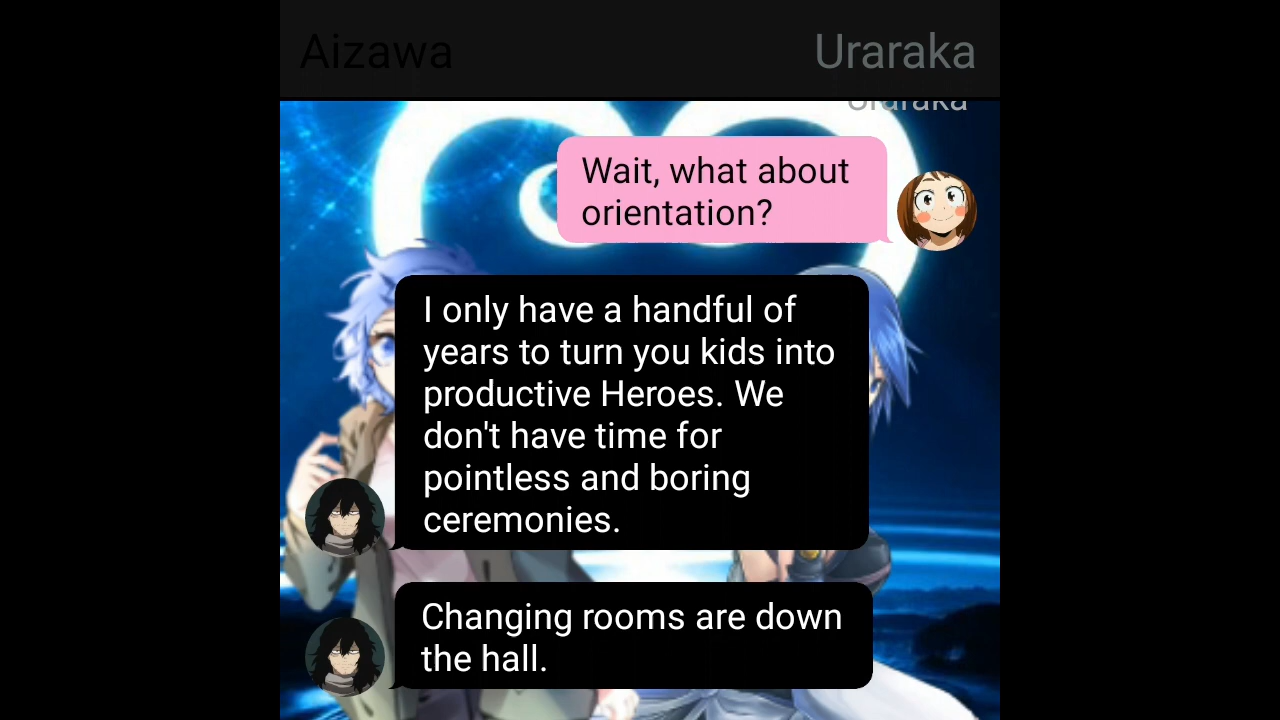 Aizawa
Uraraka
Uraraka
Wait, what about
orientation?
I only have a handful of
years to turn you kids into
productive Heroes. We
don't have time for
pointless and boring
ceremonies.
Changing rooms are down
the hall.